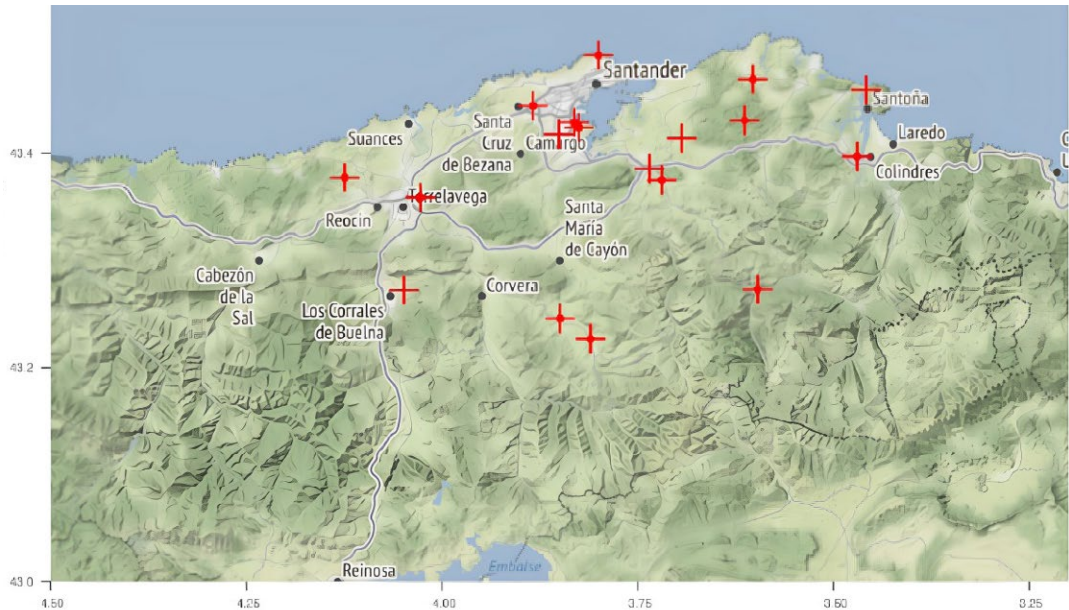 Santander
Santoña
Suances
Santa
Cruz
de Bezana
Camargo
Laredo
43.4
Colindres
Torrelavega
Reocín
Santa
María
de Cayón
Cabezón
de la
Sal
Corvera
Los Corrales
de Buelna
43.2
Embalse
Reinosa
43.0
4.50
4.25
4.00
3.75
3.50
3.25